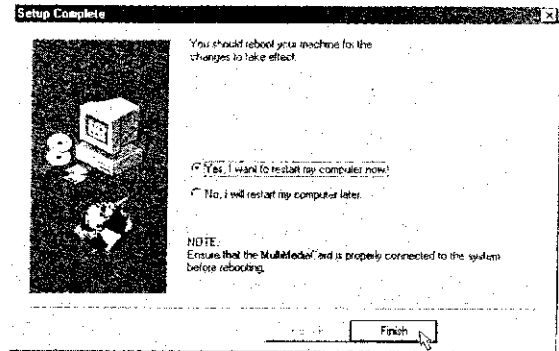 Setup Complete
You should reboot your machine for the
changes to take effect.
Yes, I want to restart my computer now!
No, I will restart my computer later.
NOTE:
Ensure that the MultiMediaCard is properly connected to the system
before rebooting.
Finish